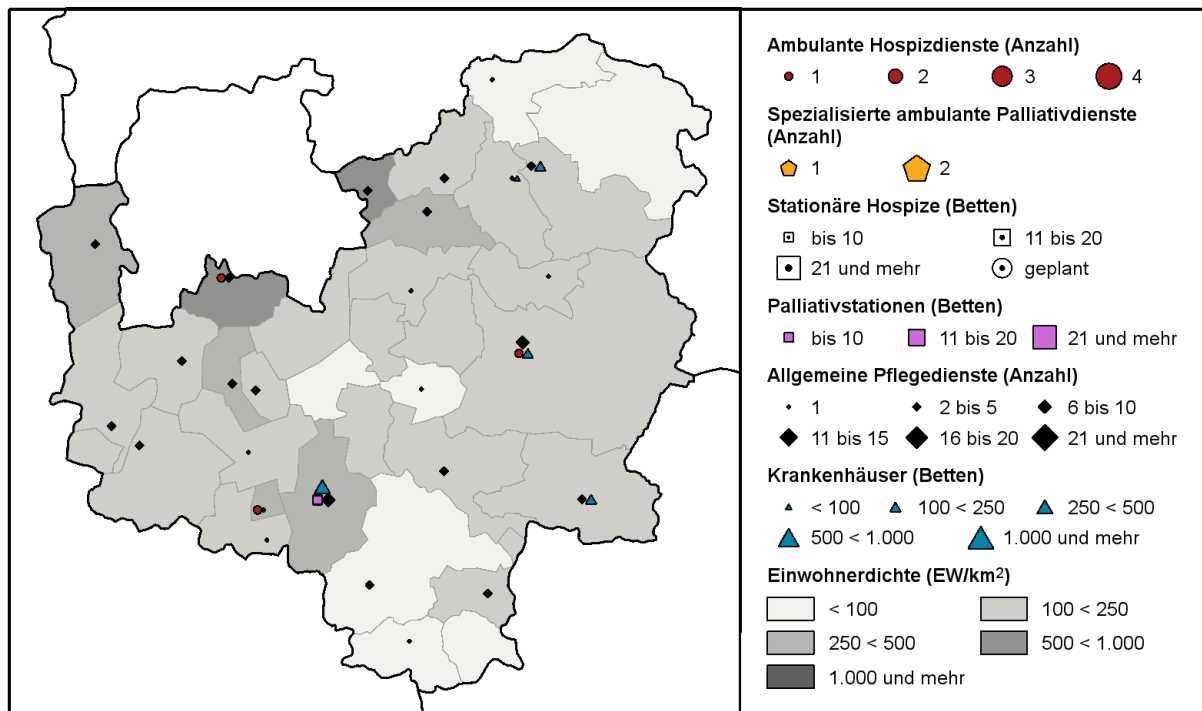 Ambulante Hospizdienste (Anzahl)
1 2 3 4
Spezialisierte ambulante Palliativdienste
(Anzahl)
1 2
Stationäre Hospize (Betten)
bis 10 11 bis 20
21 und mehr geplant
Palliativstationen (Betten)
bis 10 11 bis 20 21 und mehr
Allgemeine Pflegedienste (Anzahl)
1 2 bis 5 6 bis 10
11 bis 15 16 bis 20 21 und mehr
Krankenhäuser (Betten)
< 100 100 < 250 250 < 500
500 < 1.000 1.000 und mehr
Einwohnerdichte (EW/km²)
< 100 100 < 250
250 < 500 500 < 1.000
1.000 und mehr